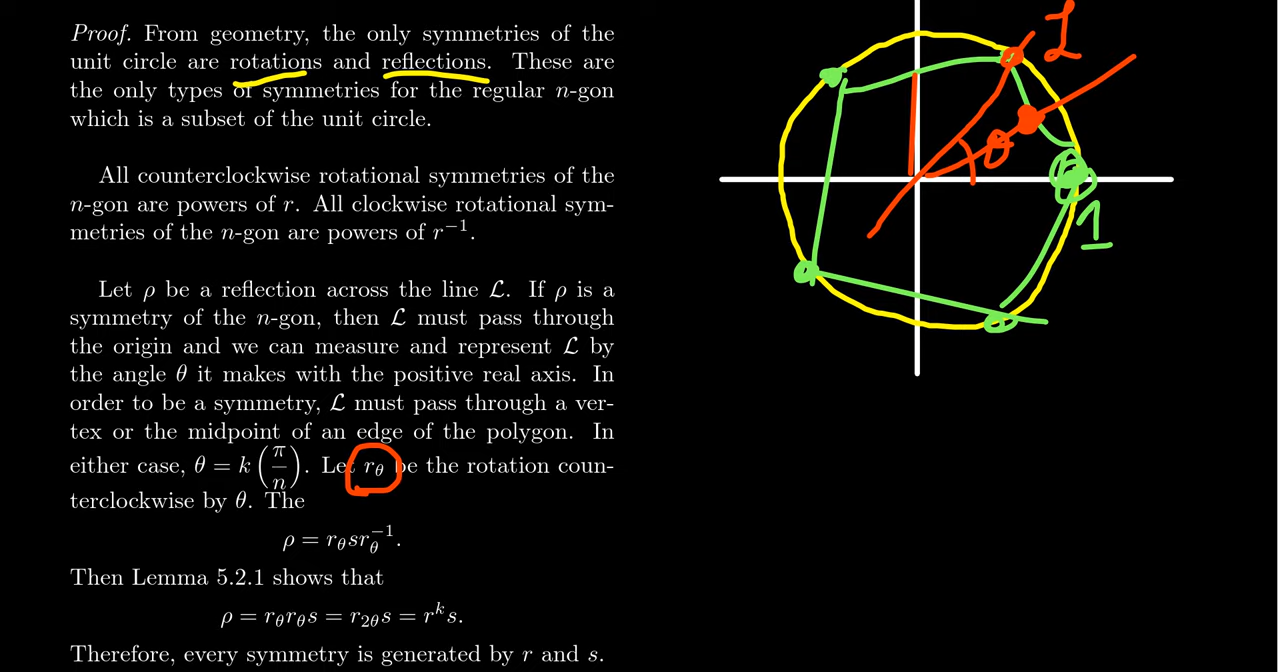 Proof. From geometry, the only symmetries of the
unit circle are rotations and reflections. These are
the only types of symmetries for the regular n-gon
which is a subset of the unit circle.
All counterclockwise rotational symmetries of the
n-gon are powers of r. All clockwise rotational sym-
metries of the n-gon are powers of r⁻¹.
Let ρ be a reflection across the line ℒ. If ρ is a
symmetry of the n-gon, then ℒ must pass through
the origin and we can measure and represent ℒ by
the angle θ it makes with the positive real axis. In
order to be a symmetry, ℒ must pass through a ver-
tex or the midpoint of an edge of the polygon. In
either case, θ = k(π/n). Let r_θ be the rotation coun-
terclockwise by θ. The
ρ = r_θ s r_θ⁻¹.
Then Lemma 5.2.1 shows that
ρ = r_θ r_θ s = r_2θ s = rᵏs.
Therefore, every symmetry is generated by r and s.
ℒ
θ
1